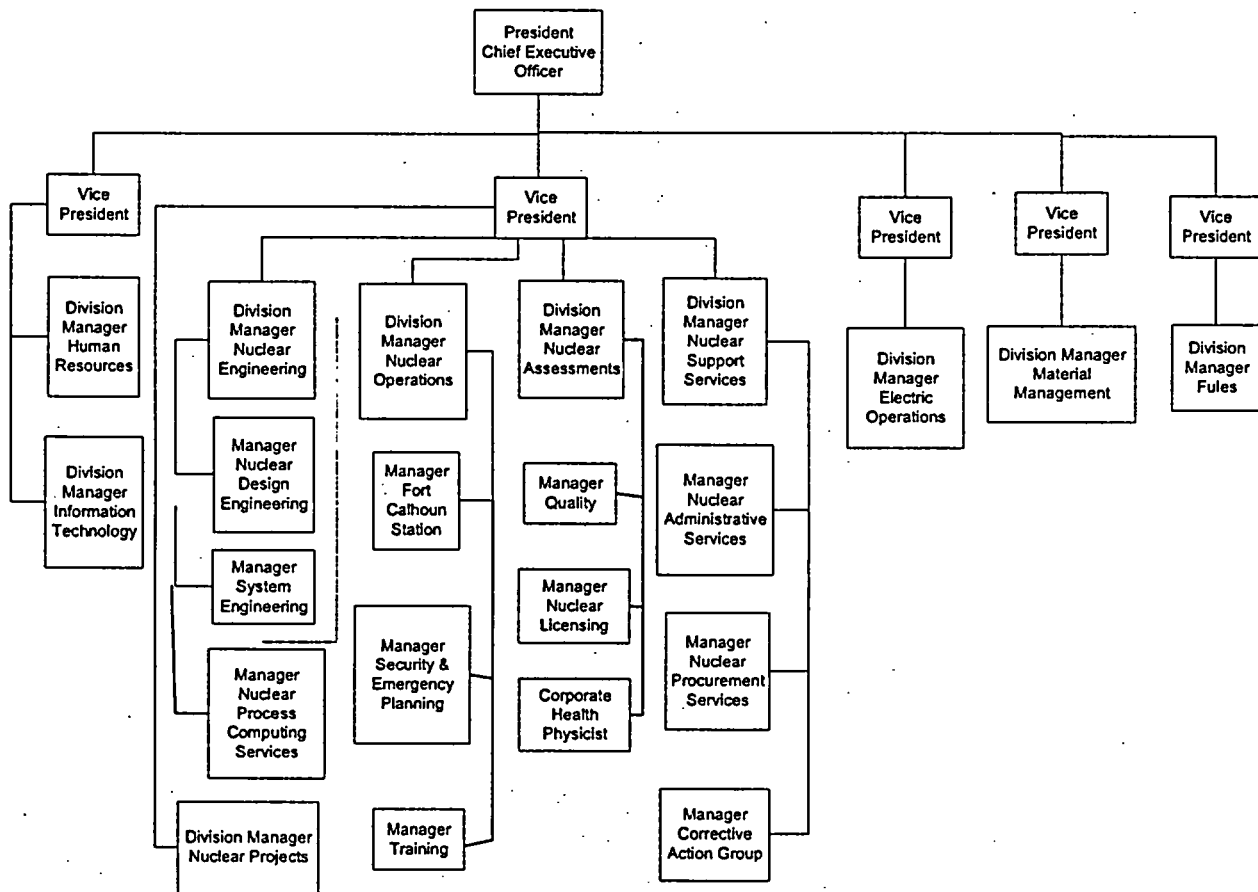 President
Chief Executive
Officer
Vice
President
Vice
President
Vice
President
Vice
President
Vice
President
Division
Manager
Human
Resources
Division
Manager
Information
Technology
Division
Manager
Nuclear
Engineering
Manager
Nuclear
Design
Engineering
Manager
System
Engineering
Manager
Nuclear
Process
Computing
Services
Division Manager
Nuclear Projects
Division
Manager
Nuclear
Operations
Manager
Fort
Calhoun
Station
Manager
Security &
Emergency
Planning
Manager
Training
Division
Manager
Nuclear
Assessments
Manager
Quality
Manager
Nuclear
Licensing
Corporate
Health
Physicist
Division
Manager
Nuclear
Support
Services
Manager
Nuclear
Administrative
Services
Manager
Nuclear
Procurement
Services
Manager
Corrective
Action Group
Division
Manager
Electric
Operations
Division Manager
Material
Management
Division
Manager
Fules